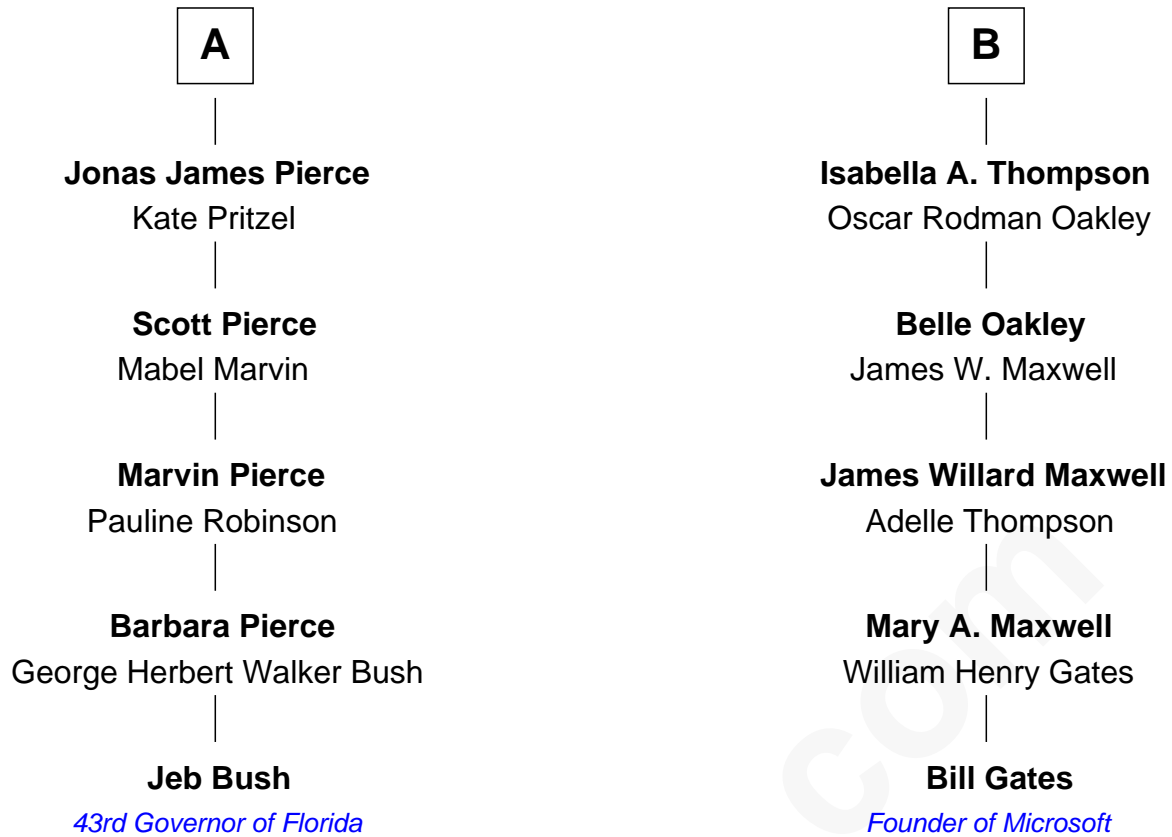 A
Jonas James Pierce
Kate Pritzel
Scott Pierce
Mabel Marvin
Marvin Pierce
Pauline Robinson
Barbara Pierce
George Herbert Walker Bush
Jeb Bush
43rd Governor of Florida
B
Isabella A. Thompson
Oscar Rodman Oakley
Belle Oakley
James W. Maxwell
James Willard Maxwell
Adelle Thompson
Mary A. Maxwell
William Henry Gates
Bill Gates
Founder of Microsoft
com